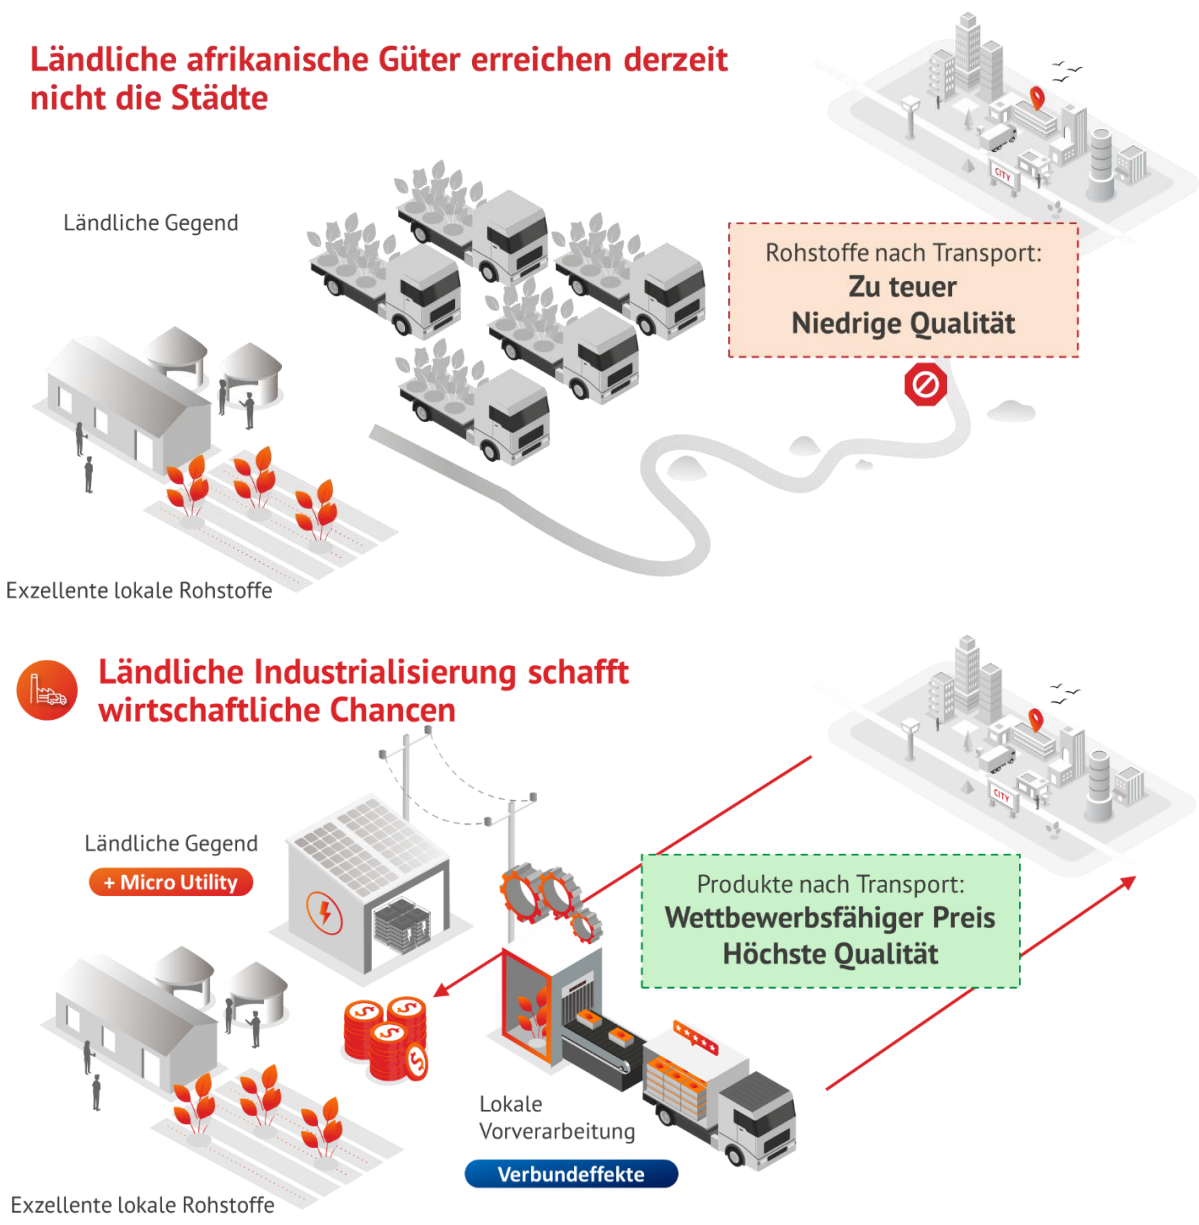 Ländliche afrikanische Güter erreichen derzeit
nicht die Städte
CITY
Ländliche Gegend
Rohstoffe nach Transport:
Zu teuer
Niedrige Qualität
Exzellente lokale Rohstoffe
Ländliche Industrialisierung schafft
wirtschaftliche Chancen
CITY
Ländliche Gegend
+ Micro Utility
Produkte nach Transport:
Wettbewerbsfähiger Preis
Höchste Qualität
$
$
$
$
Lokale
Vorverarbeitung
Verbundeffekte
Exzellente lokale Rohstoffe